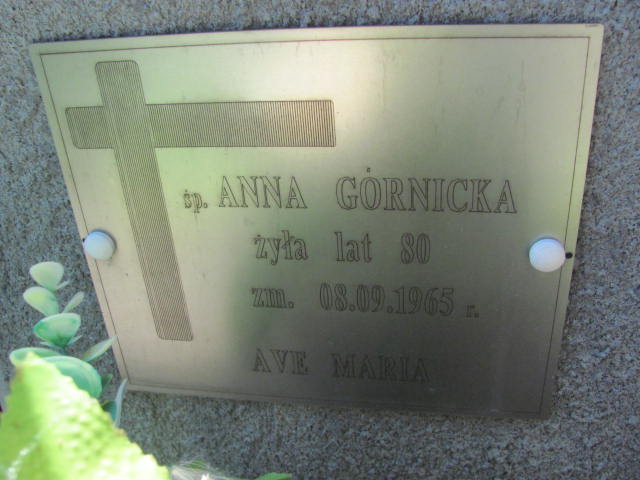 śp. ANNA GÓRNICKA
żyła lat 80
zm. 08.09.1965 r.
AVE MARIA